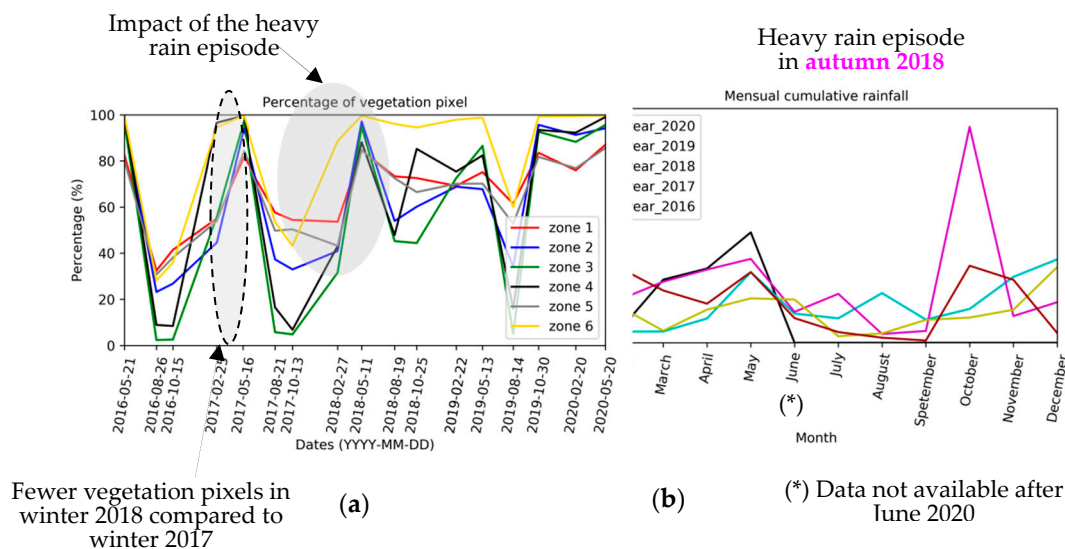 Impact of the heavy
rain episode
Heavy rain episode
in autumn 2018
Percentage of vegetation pixel
Percentage (%)
100
80
60
40
20
0
zone 1
zone 2
zone 3
zone 4
zone 5
zone 6
2016-05-21
2016-08-26
2016-10-15
2017-02-25
2017-05-16
2017-08-21
2017-10-13
2018-02-27
2018-05-11
2018-08-19
2018-10-25
2019-02-22
2019-05-13
2019-08-14
2019-10-30
2020-02-20
2020-05-20
Dates (YYYY-MM-DD)
Mensual cumulative rainfall
ear_2020
ear_2019
ear_2018
ear_2017
ear_2016
March
April
May
June
July
August
Spetember
October
November
December
(*)
Month
Fewer vegetation pixels in
winter 2018 compared to
winter 2017
(a)
(b)
(*) Data not available after
June 2020